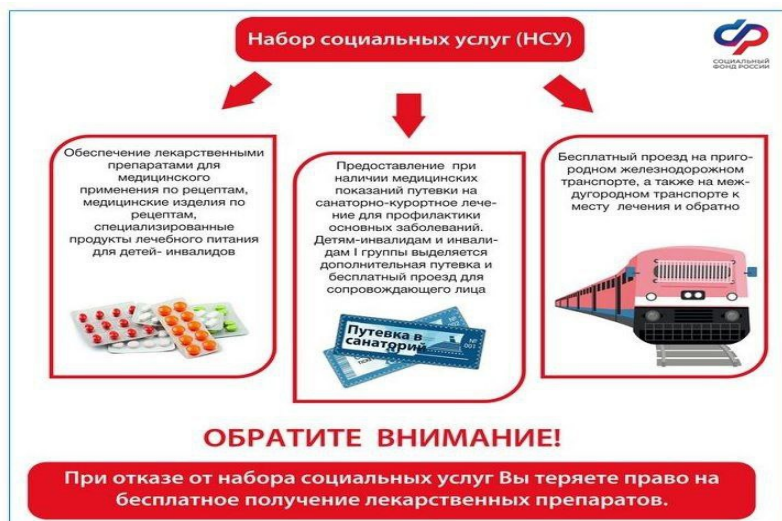 Набор социальных услуг (НСУ)
СОЦИАЛЬНЫЙ
ФОНД РОССИИ
Обеспечение лекарственными
препаратами для
медицинского
применения по рецептам,
медицинские изделия по
рецептам,
специализированные
продукты лечебного питания
для детей- инвалидов
Предоставление при
наличии медицинских
показаний путевки на
санаторно-курортное лече-
ние для профилактики
основных заболеваний.
Детям-инвалидам и инвали-
дам I группы выделяется
дополнительная путевка и
бесплатный проезд для
сопровождающего лица
Путевка в
санаторий
№
001
Бесплатный проезд на приго-
родном железнодорожном
транспорте, а также на меж-
дугородном транспорте к
месту лечения и обратно
ОБРАТИТЕ ВНИМАНИЕ!
При отказе от набора социальных услуг Вы теряете право на
бесплатное получение лекарственных препаратов.